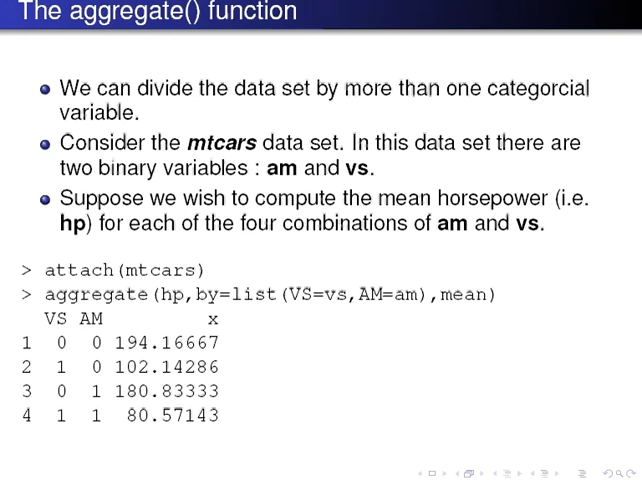 The aggregate() function
We can divide the data set by more than one categorcial
variable.
Consider the mtcars data set. In this data set there are
two binary variables : am and vs.
Suppose we wish to compute the mean horsepower (i.e.
hp) for each of the four combinations of am and vs.
> attach(mtcars)
> aggregate(hp,by=list(VS=vs,AM=am),mean)
VS AM x
1 0 0 194.16667
2 1 0 102.14286
3 0 1 180.83333
4 1 1 80.57143